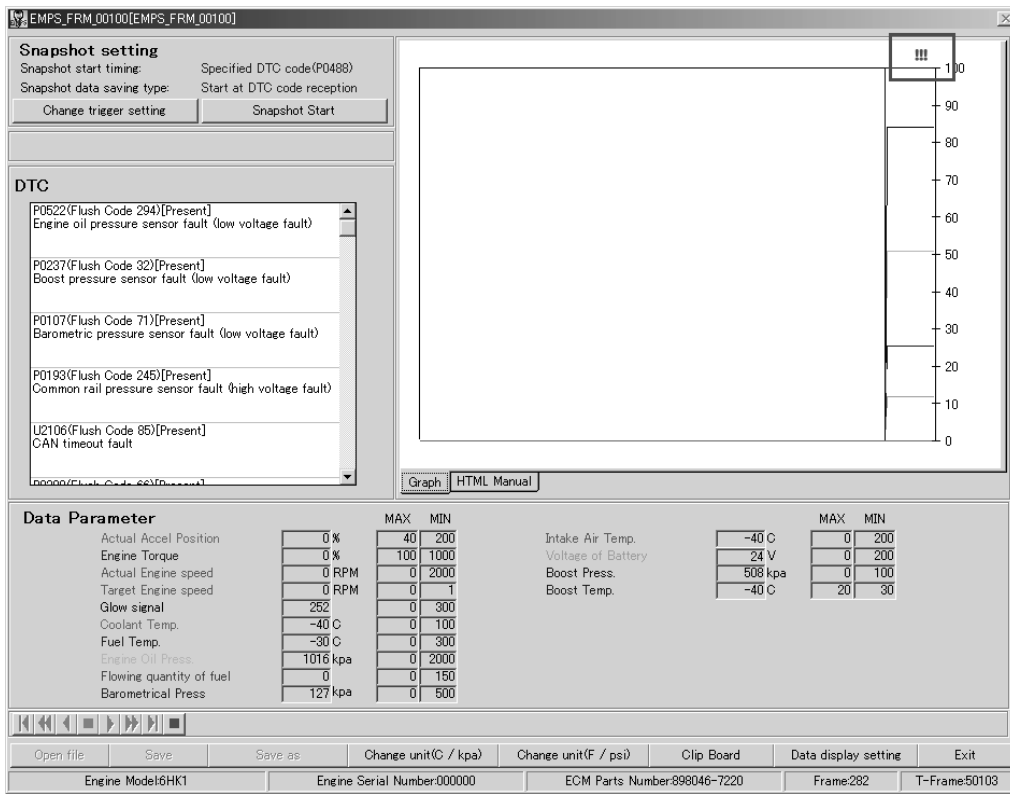 EMPS_FRM_00100[EMPS_FRM_00100]
Snapshot setting
Snapshot start timing: Specified DTC code(P0488)
Snapshot data saving type: Start at DTC code reception
Change trigger setting Snapshot Start
DTC
P0522(Flush Code 294)[Present]
Engine oil pressure sensor fault (low voltage fault)
P0237(Flush Code 32)[Present]
Boost pressure sensor fault (low voltage fault)
P0107(Flush Code 71)[Present]
Barometric pressure sensor fault (low voltage fault)
P0193(Flush Code 245)[Present]
Common rail pressure sensor fault (high voltage fault)
U2106(Flush Code 85)[Present]
CAN timeout fault
!!!
100
90
80
70
60
50
40
30
20
10
0
Graph HTML Manual
Data Parameter MAX MIN MAX MIN
Actual Accel Position 0 % 40 200 Intake Air Temp. -40 C 0 200
Engine Torque 0 % 100 1000 Voltage of Battery 24 V 0 200
Actual Engine speed 0 RPM 0 2000 Boost Press. 508 kpa 0 100
Target Engine speed 0 RPM 0 1 Boost Temp. -40 C 20 30
Glow signal 252 0 300
Coolant Temp. -40 C 0 100
Fuel Temp. -30 C 0 300
Engine Oil Press. 1016 kpa 0 2000
Flowing quantity of fuel 0 0 150
Barometrical Press 127 kpa 0 500
Open file Save Save as Change unit(C / kpa) Change unit(F / psi) Clip Board Data display setting Exit
Engine Model:6HK1 Engine Serial Number:000000 ECM Parts Number:898046-7220 Frame:282 T-Frame:50103